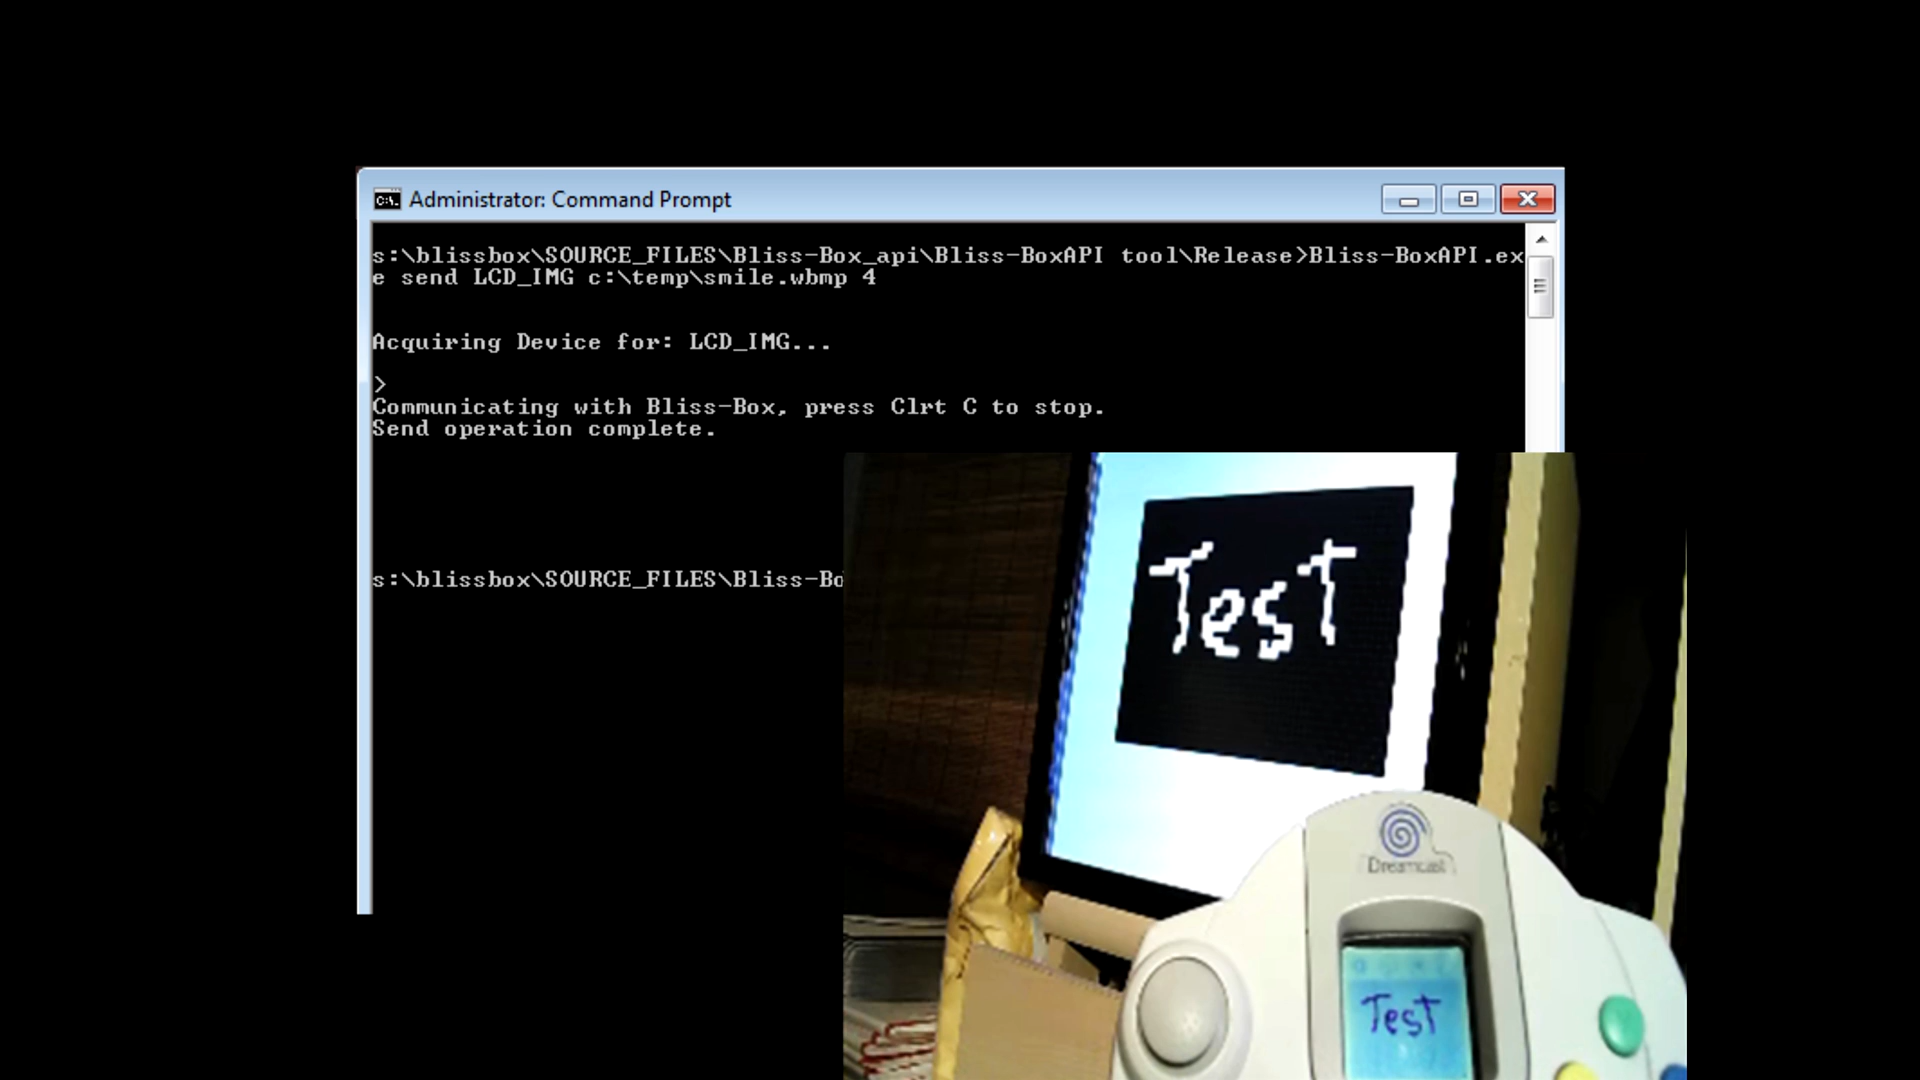 Administrator: Command Prompt
s:\blissbox\SOURCE_FILES\Bliss-Box_api\Bliss-BoxAPI tool\Release>Bliss-BoxAPI.ex
e send LCD_IMG c:\temp\smile.wbmp 4
Acquiring Device for: LCD_IMG...
>
Communicating with Bliss-Box, press Clrt C to stop.
Send operation complete.
s:\blissbox\SOURCE_FILES\Bliss-Bo
TesT
Dreamcast
TesT